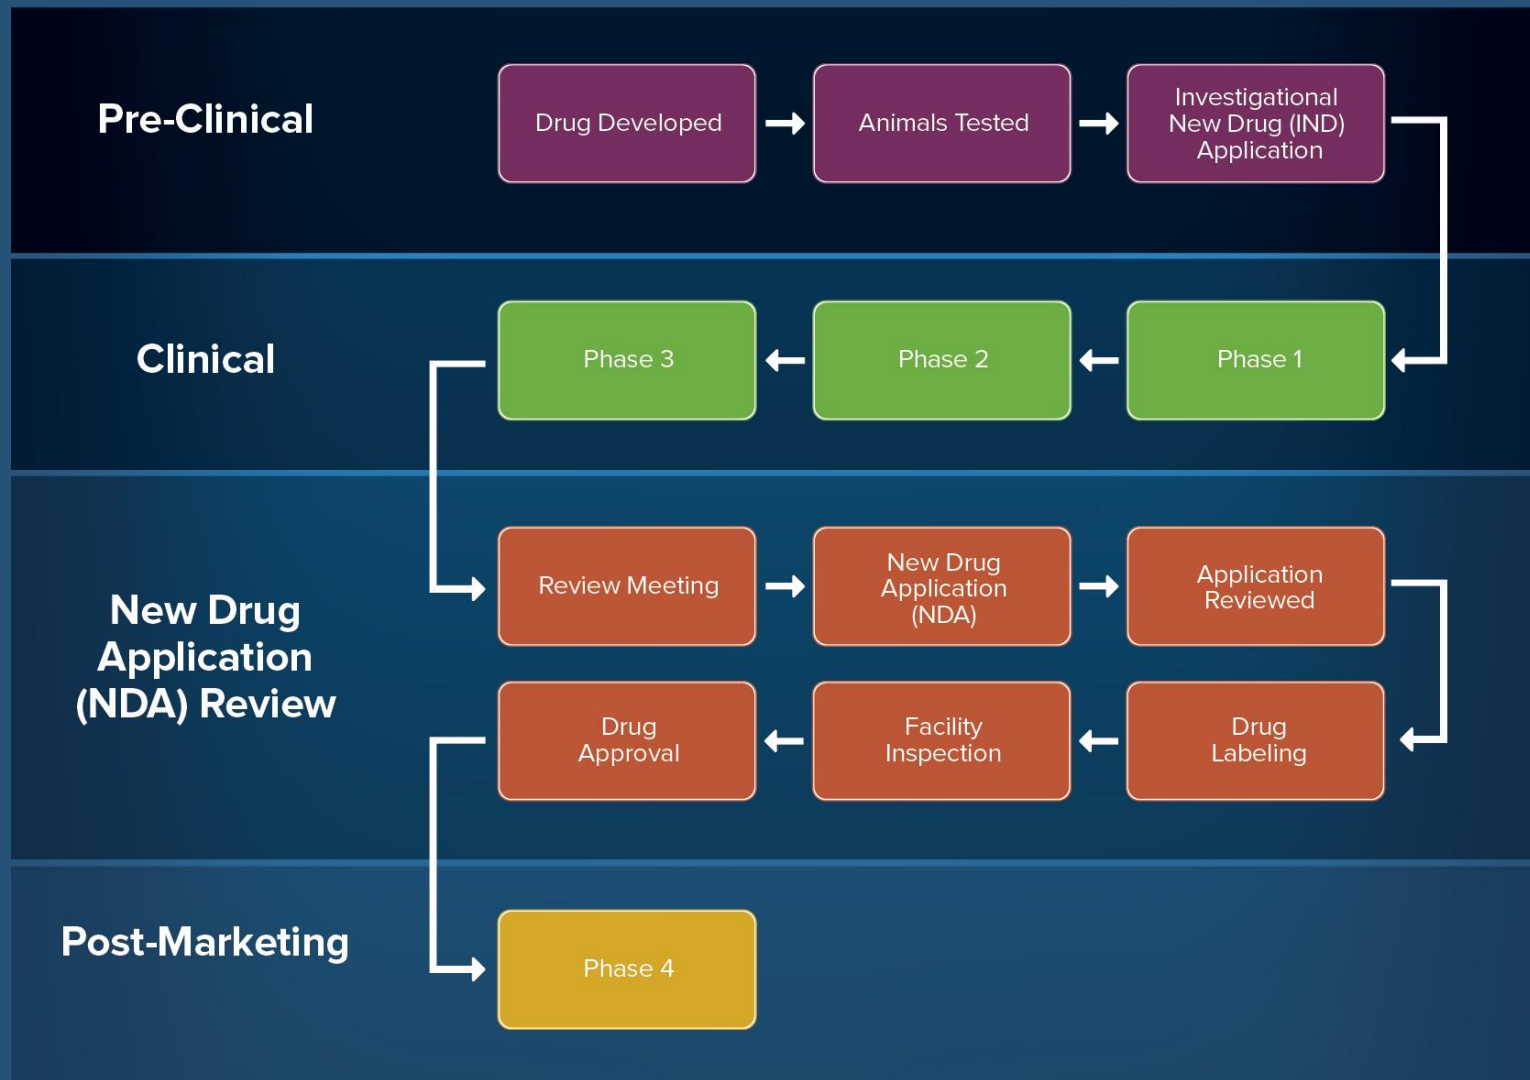 Pre-Clinical
Drug Developed
Animals Tested
Investigational
New Drug (IND)
Application
Clinical
Phase 3
Phase 2
Phase 1
New Drug
Application
(NDA) Review
Review Meeting
New Drug
Application
(NDA)
Application
Reviewed
Drug
Approval
Facility
Inspection
Drug
Labeling
Post-Marketing
Phase 4